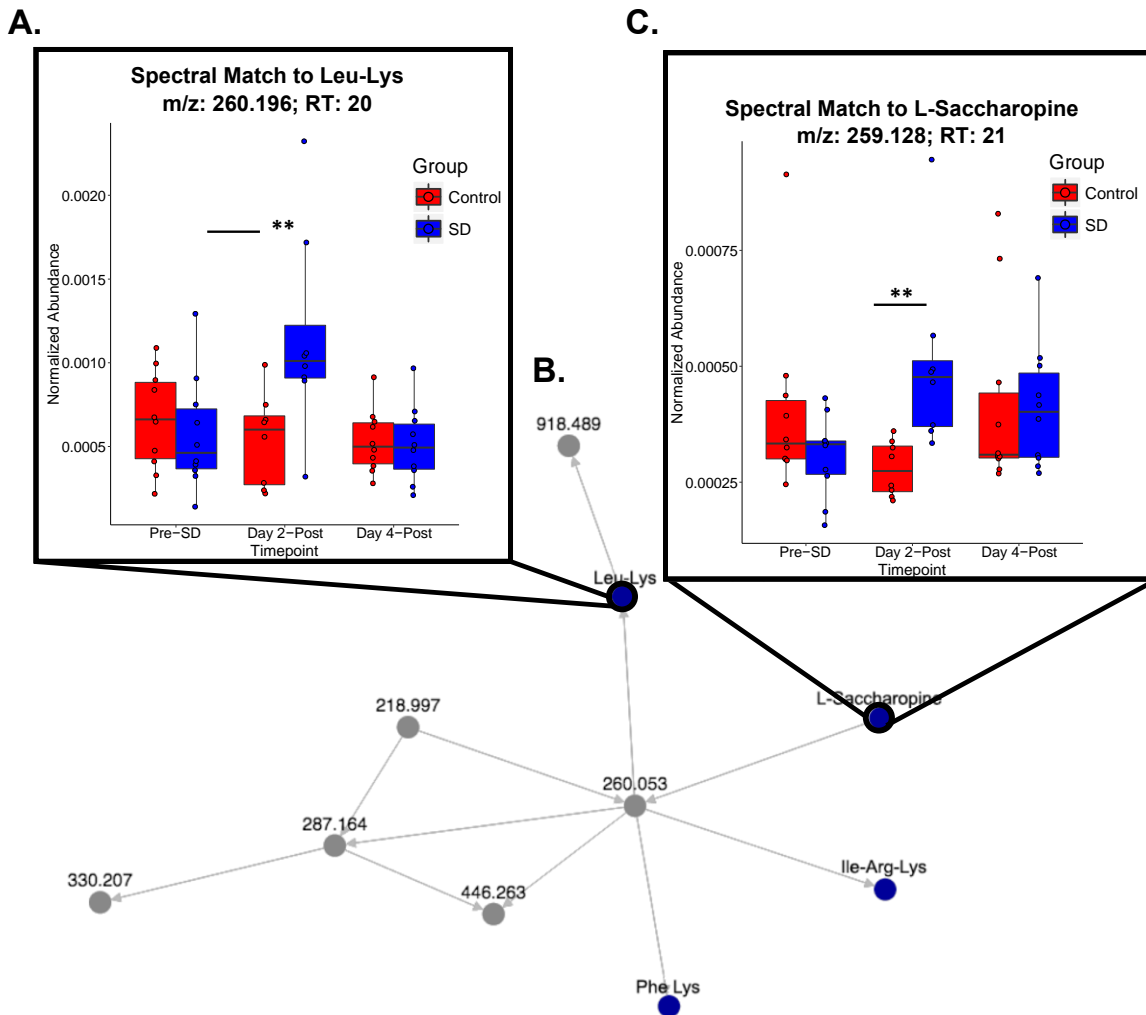 A.
Spectral Match to Leu-Lys
m/z: 260.196; RT: 20
Normalized Abundance
0.0020
0.0015
0.0010
0.0005
Group
Control
SD
**
Pre-SD
Day 2-Post
Day 4-Post
Timepoint
C.
Spectral Match to L-Saccharopine
m/z: 259.128; RT: 21
Normalized Abundance
0.00075
0.00050
0.00025
Group
Control
SD
**
Pre-SD
Day 2-Post
Day 4-Post
Timepoint
B.
918.489
Leu-Lys
L-Saccharopine
218.997
260.053
287.164
Ile-Arg-Lys
330.207
446.263
Phe Lys